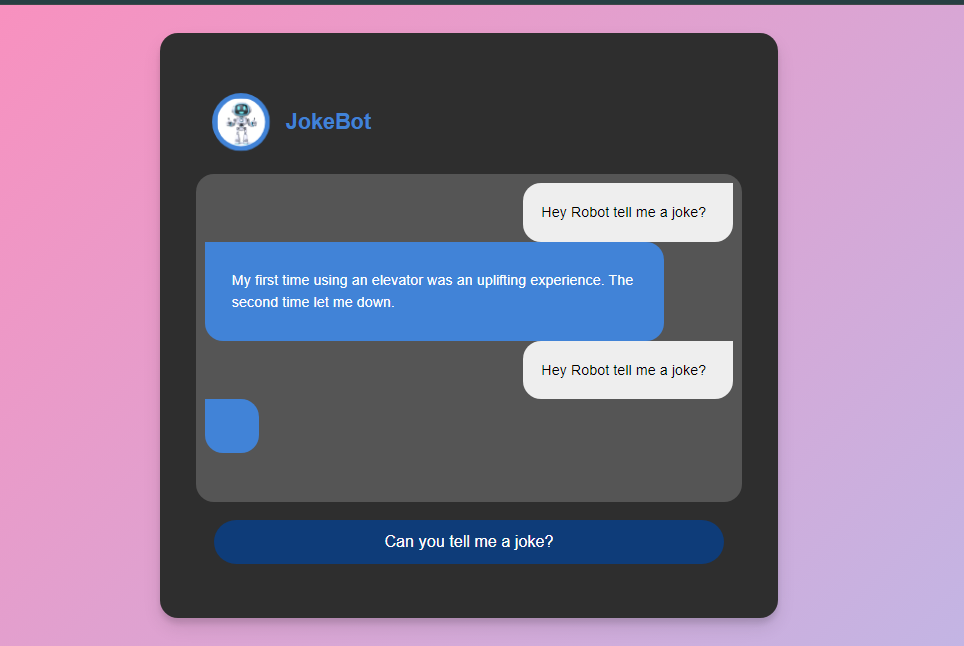 JokeBot
Hey Robot tell me a joke?
My first time using an elevator was an uplifting experience. The
second time let me down.
Hey Robot tell me a joke?
Can you tell me a joke?